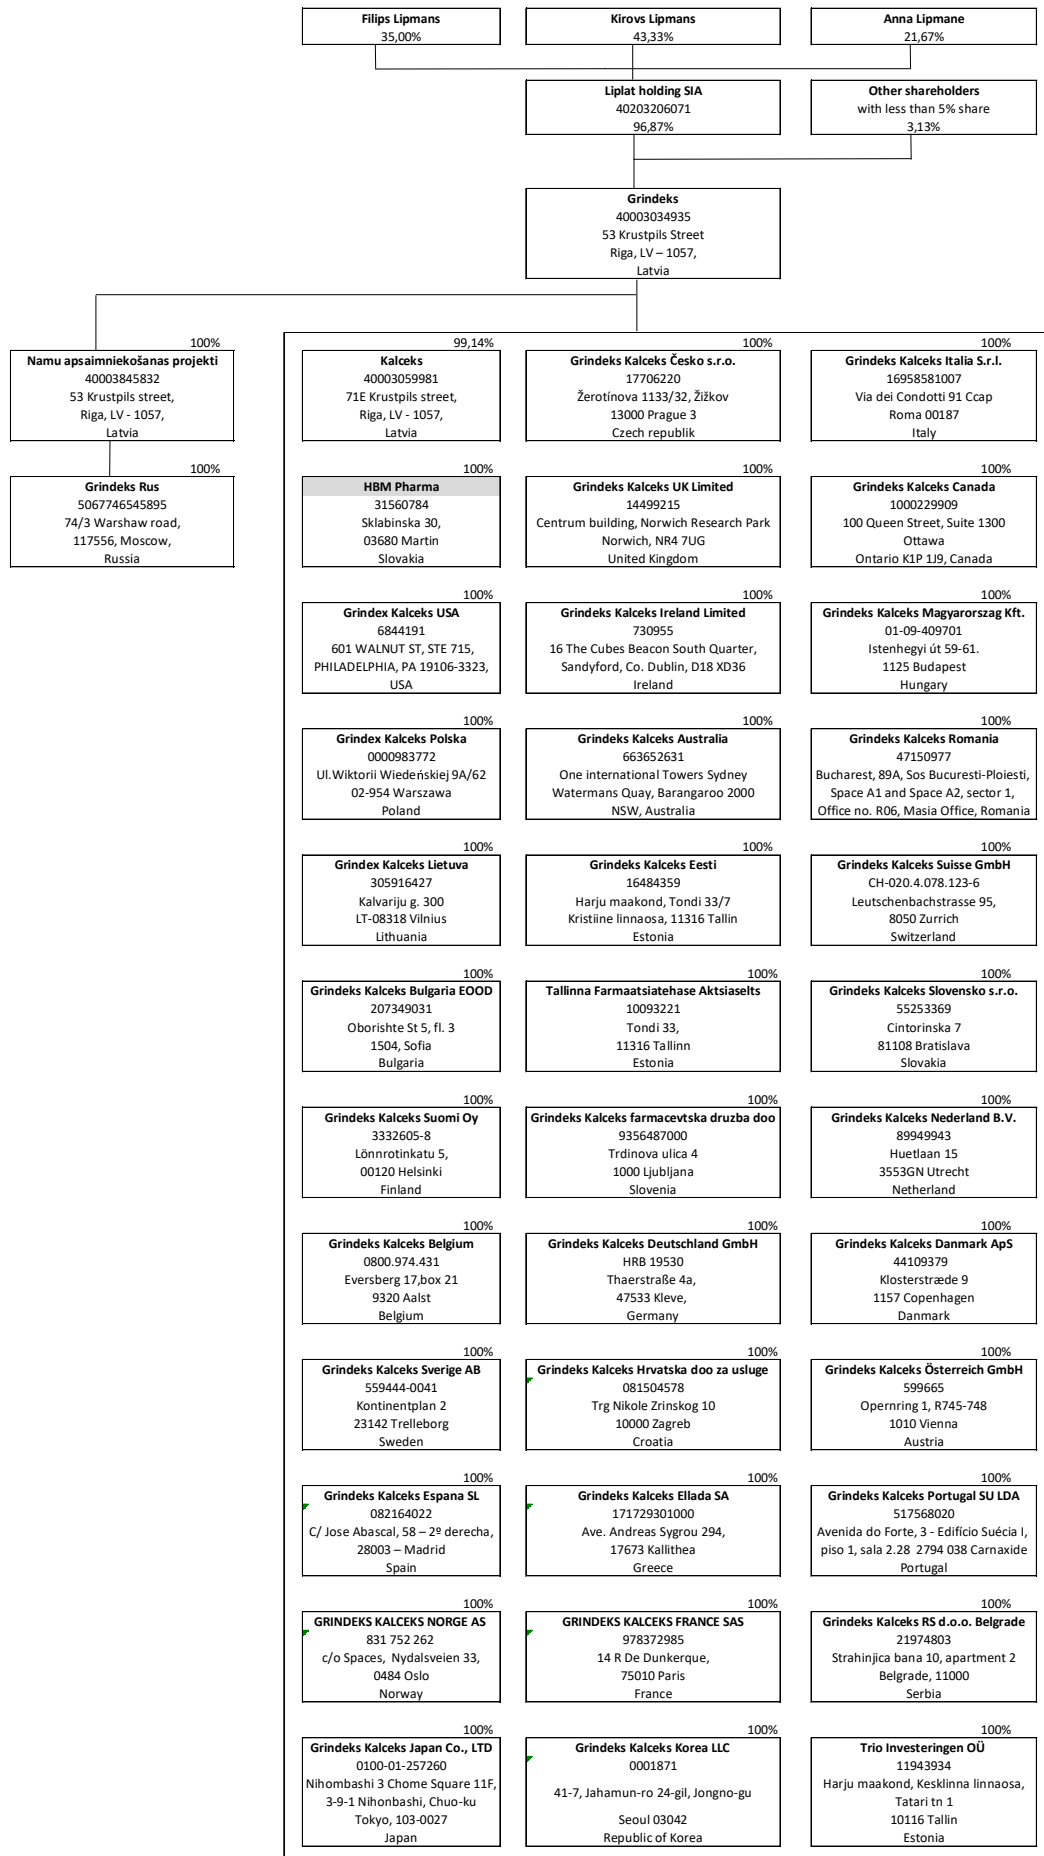 Filips Lipmans
35,00%
Kirovs Lipmans
43,33%
Anna Lipmane
21,67%
Liplat holding SIA
40203206071
96,87%
Other shareholders
with less than 5% share
3,13%
Grindeks
40003034935
53 Krustpils Street
Riga, LV – 1057,
Latvia
100%
Namu apsaimniekošanas projekti
40003845832
53 Krustpils street,
Riga, LV - 1057,
Latvia
100%
Grindeks Rus
5067746545895
74/3 Warshaw road,
117556, Moscow,
Russia
99,14%
Kalceks
40003059981
71E Krustpils street,
Riga, LV - 1057,
Latvia
100%
Grindeks Kalceks Česko s.r.o.
17706220
Žerotínova 1133/32, Žižkov
13000 Prague 3
Czech republik
100%
Grindeks Kalceks Italia S.r.l.
16958581007
Via dei Condotti 91 Ccap
Roma 00187
Italy
100%
HBM Pharma
31560784
Sklabinska 30,
03680 Martin
Slovakia
100%
Grindeks Kalceks UK Limited
14499215
Centrum building, Norwich Research Park
Norwich, NR4 7UG
United Kingdom
100%
Grindeks Kalceks Canada
1000229909
100 Queen Street, Suite 1300
Ottawa
Ontario K1P 1J9, Canada
100%
Grindex Kalceks USA
6844191
601 WALNUT ST, STE 715,
PHILADELPHIA, PA 19106-3323,
USA
100%
Grindeks Kalceks Ireland Limited
730955
16 The Cubes Beacon South Quarter,
Sandyford, Co. Dublin, D18 XD36
Ireland
100%
Grindeks Kalceks Magyarorszag Kft.
01-09-409701
Istenhegyi út 59-61.
1125 Budapest
Hungary
100%
Grindex Kalceks Polska
0000983772
Ul.Wiktorii Wiedeńskiej 9A/62
02-954 Warszawa
Poland
100%
Grindeks Kalceks Australia
663652631
One international Towers Sydney
Watermans Quay, Barangaroo 2000
NSW, Australia
100%
Grindeks Kalceks Romania
47150977
Bucharest, 89A, Sos Bucuresti-Ploiesti,
Space A1 and Space A2, sector 1,
Office no. R06, Masia Office, Romania
100%
Grindex Kalceks Lietuva
305916427
Kalvariju g. 300
LT-08318 Vilnius
Lithuania
100%
Grindeks Kalceks Eesti
16484359
Harju maakond, Tondi 33/7
Kristiine linnaosa, 11316 Tallin
Estonia
100%
Grindeks Kalceks Suisse GmbH
CH-020.4.078.123-6
Leutschenbachstrasse 95,
8050 Zurrich
Switzerland
100%
Grindeks Kalceks Bulgaria EOOD
207349031
Oborishte St 5, fl. 3
1504, Sofia
Bulgaria
100%
Tallinna Farmaatsiatehase Aktsiaselts
10093221
Tondi 33,
11316 Tallinn
Estonia
100%
Grindeks Kalceks Slovensko s.r.o.
55253369
Cintorinska 7
81108 Bratislava
Slovakia
100%
Grindeks Kalceks Suomi Oy
3332605-8
Lönnrotinkatu 5,
00120 Helsinki
Finland
100%
Grindeks Kalceks farmacevtska druzba doo
9356487000
Trdinova ulica 4
1000 Ljubljana
Slovenia
100%
Grindeks Kalceks Nederland B.V.
89949943
Huetlaan 15
3553GN Utrecht
Netherland
100%
Grindeks Kalceks Belgium
0800.974.431
Eversberg 17,box 21
9320 Aalst
Belgium
100%
Grindeks Kalceks Deutschland GmbH
HRB 19530
Thaerstraße 4a,
47533 Kleve,
Germany
100%
Grindeks Kalceks Danmark ApS
44109379
Klosterstræde 9
1157 Copenhagen
Danmark
100%
Grindeks Kalceks Sverige AB
559444-0041
Kontinentplan 2
23142 Trelleborg
Sweden
100%
Grindeks Kalceks Hrvatska doo za usluge
081504578
Trg Nikole Zrinskog 10
10000 Zagreb
Croatia
100%
Grindeks Kalceks Österreich GmbH
599665
Opernring 1, R745-748
1010 Vienna
Austria
100%
Grindeks Kalceks Espana SL
082164022
C/ Jose Abascal, 58 – 2º derecha,
28003 – Madrid
Spain
100%
Grindeks Kalceks Ellada SA
171729301000
Ave. Andreas Sygrou 294,
17673 Kallithea
Greece
100%
Grindeks Kalceks Portugal SU LDA
517568020
Avenida do Forte, 3 - Edifício Suécia I,
piso 1, sala 2.28 2794 038 Carnaxide
Portugal
100%
GRINDEKS KALCEKS NORGE AS
831 752 262
c/o Spaces, Nydalsveien 33,
0484 Oslo
Norway
100%
GRINDEKS KALCEKS FRANCE SAS
978372985
14 R De Dunkerque,
75010 Paris
France
100%
Grindeks Kalceks RS d.o.o. Belgrade
21974803
Strahinjica bana 10, apartment 2
Belgrade, 11000
Serbia
100%
Grindeks Kalceks Japan Co., LTD
0100-01-257260
Nihombashi 3 Chome Square 11F,
3-9-1 Nihonbashi, Chuo-ku
Tokyo, 103-0027
Japan
100%
Grindeks Kalceks Korea LLC
0001871
41-7, Jahamun-ro 24-gil, Jongno-gu
Seoul 03042
Republic of Korea
100%
Trio Investeringen OÜ
11943934
Harju maakond, Kesklinna linnaosa,
Tatari tn 1
10116 Tallin
Estonia